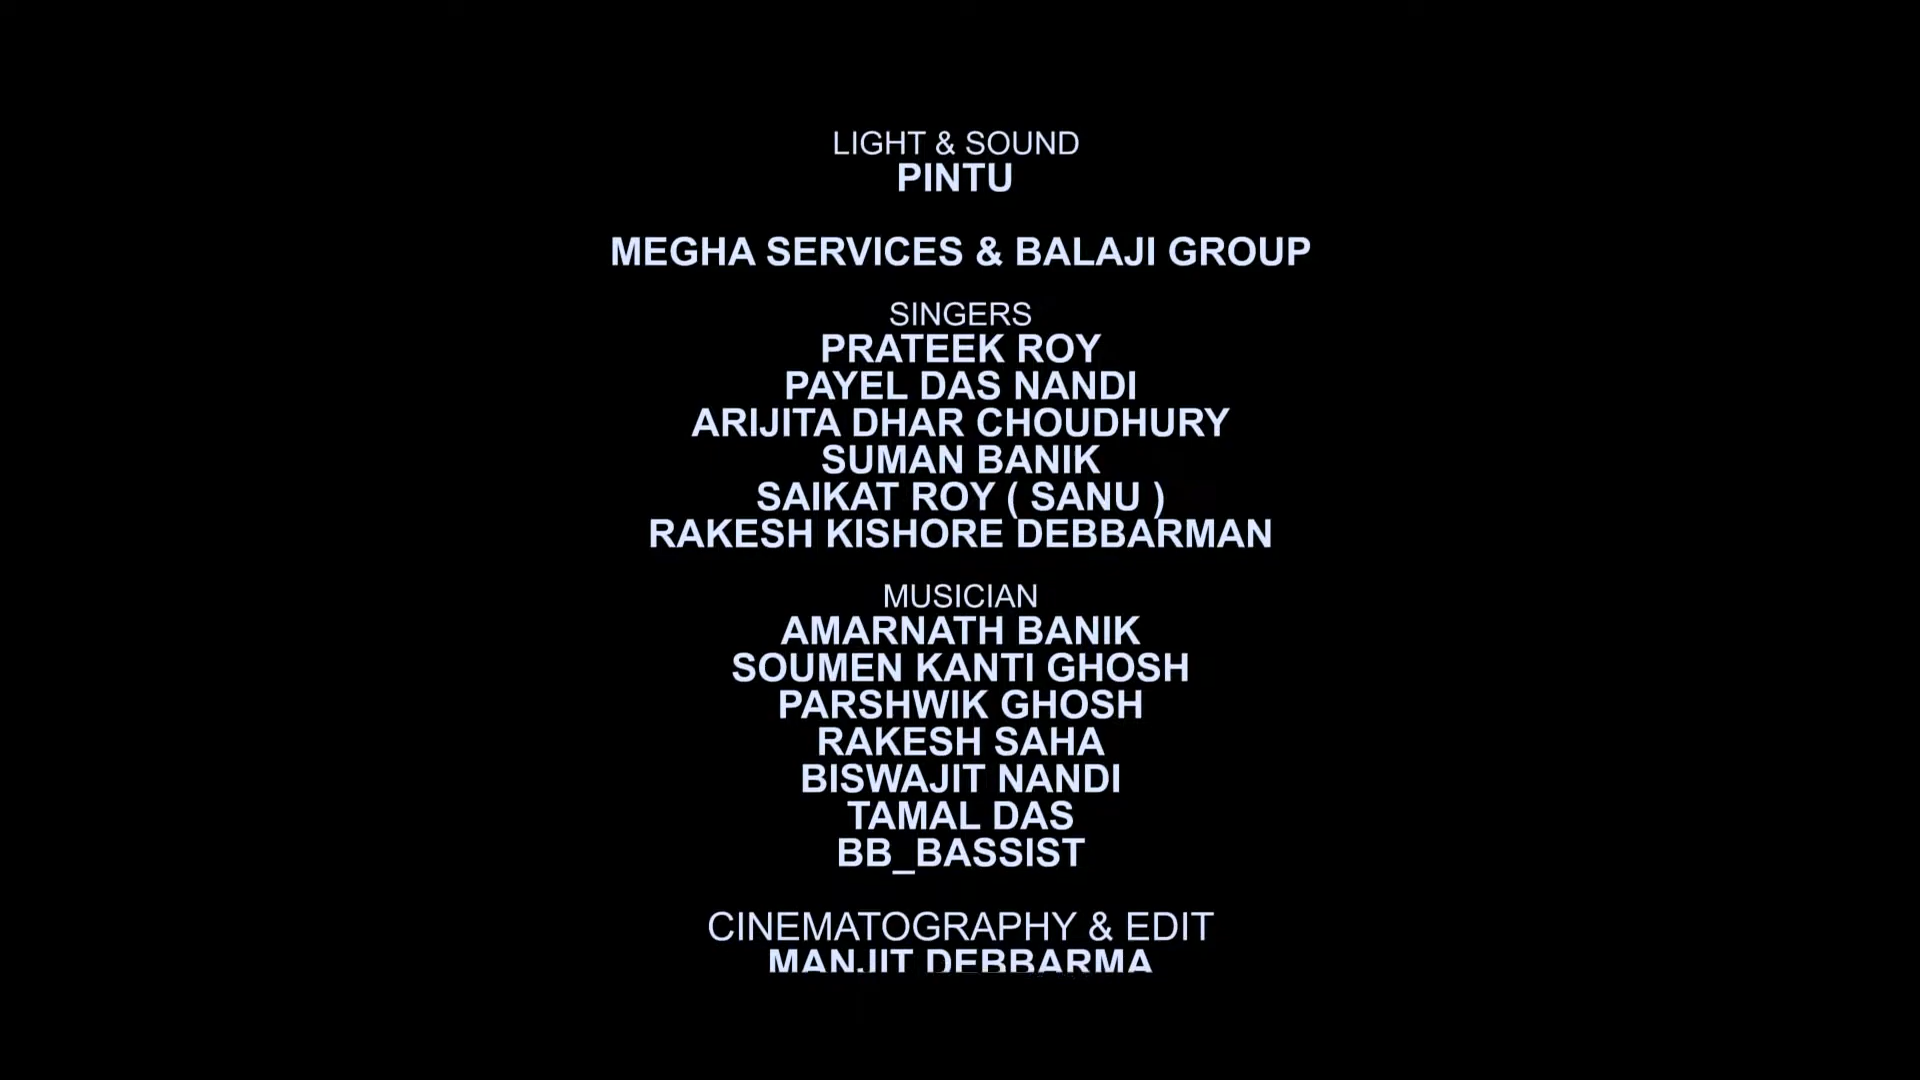 LIGHT & SOUND
PINTU
MEGHA SERVICES & BALAJI GROUP
SINGERS
PRATEEK ROY
PAYEL DAS NANDI
ARIJITA DHAR CHOUDHURY
SUMAN BANIK
SAIKAT ROY ( SANU )
RAKESH KISHORE DEBBARMAN
MUSICIAN
AMARNATH BANIK
SOUMEN KANTI GHOSH
PARSHWIK GHOSH
RAKESH SAHA
BISWAJIT NANDI
TAMAL DAS
BB_BASSIST
CINEMATOGRAPHY & EDIT
MANJIT DEBBARMA